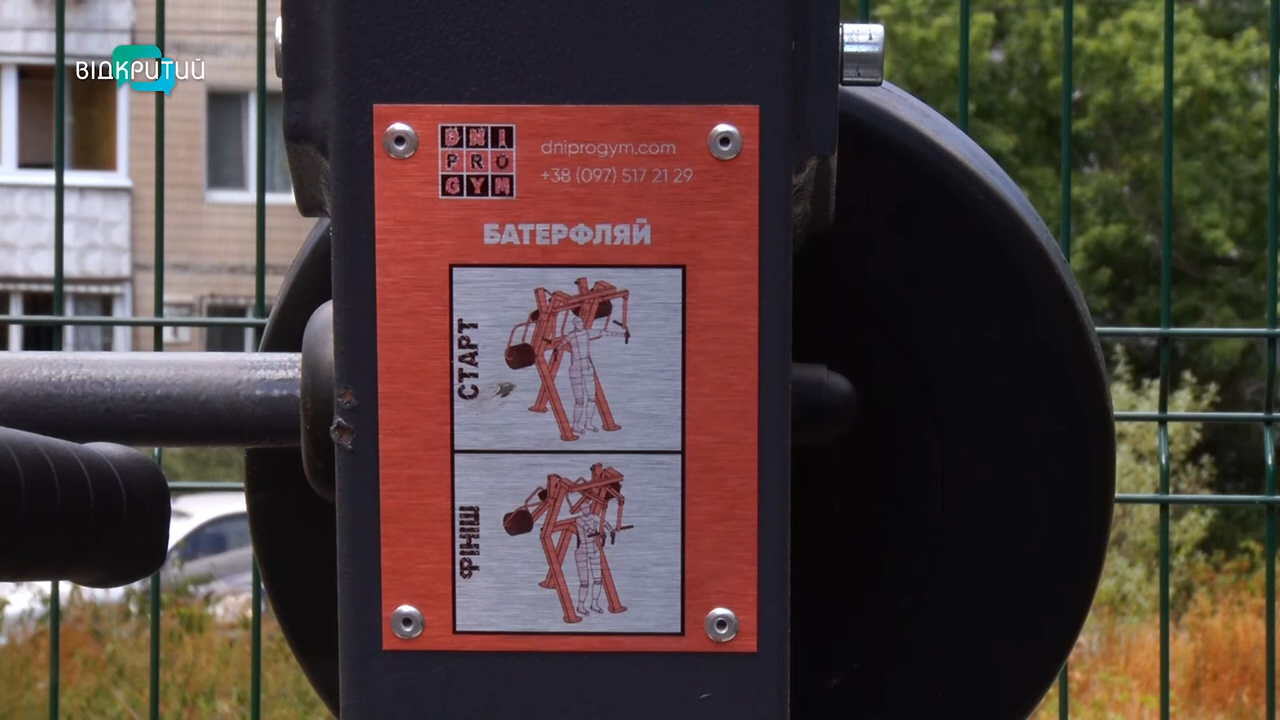 ВІДКРИТИЙ
DNI
PRO
GYM
dniprogym.com
+38 (097) 517 21 29
БАТЕРФЛЯЙ
СТАРТ
ФІНІШ